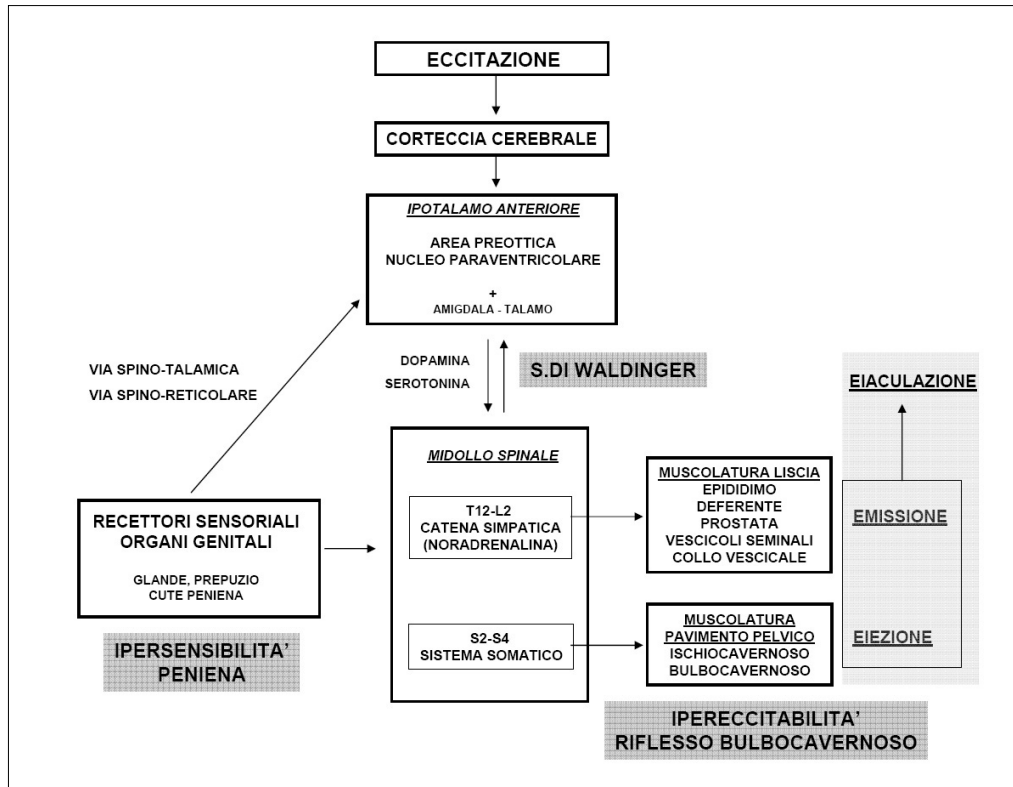 ECCITAZIONE
CORTECCIA CEREBRALE
IPOTALAMO ANTERIORE
AREA PREOTTICA
NUCLEO PARAVENTRICOLARE
+
AMIGDALA - TALAMO
VIA SPINO-TALAMICA
VIA SPINO-RETICOLARE
DOPAMINA
SEROTONINA
S.DI WALDINGER
EIACULAZIONE
MIDOLLO SPINALE
T12-L2
CATENA SIMPATICA
(NORADRENALINA)
MUSCOLATURA LISCIA
EPIDIDIMO
DEFERENTE
PROSTATA
VESCICOLI SEMINALI
COLLO VESCICALE
EMISSIONE
RECETTORI SENSORIALI
ORGANI GENITALI
GLANDE, PREPUZIO
CUTE PENIENA
IPERSENSIBILITA'
PENIENA
S2-S4
SISTEMA SOMATICO
MUSCOLATURA
PAVIMENTO PELVICO
ISCHIOCAVERNOSO
BULBOCAVERNOSO
EIEZIONE
IPERECCITABILITA'
RIFLESSO BULBOCAVERNOSO